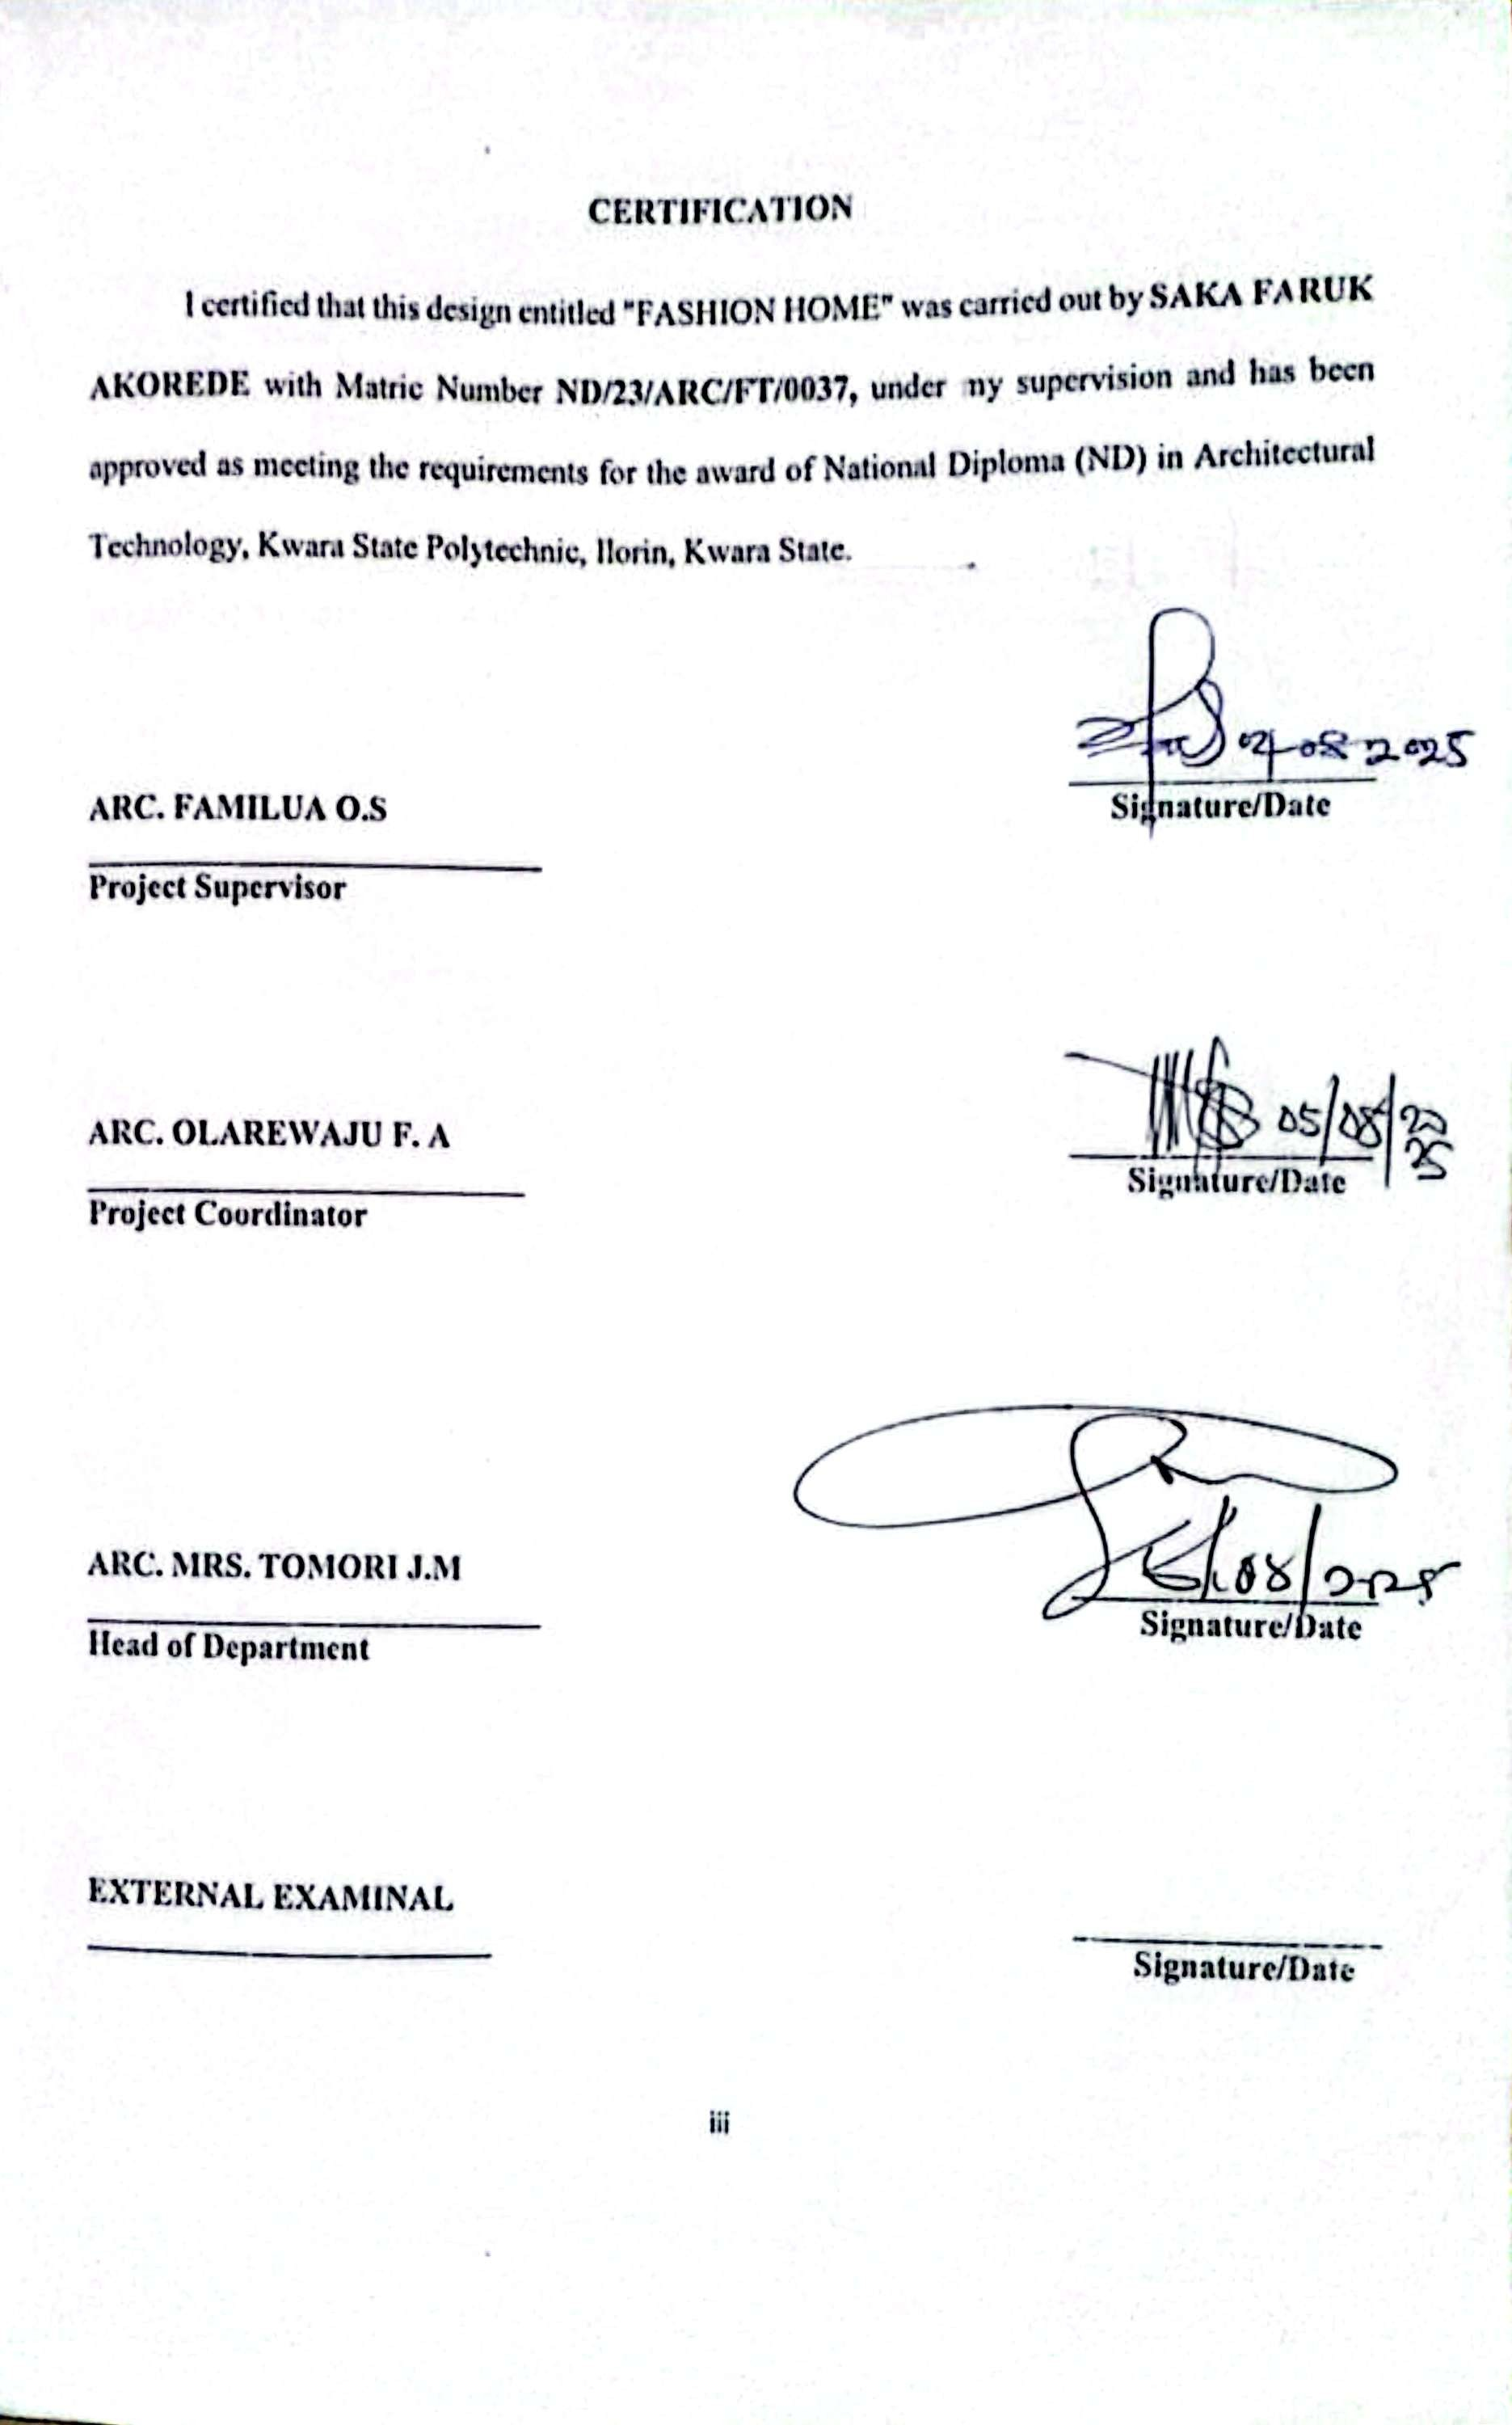 CERTIFICATION
I certified that this design entitled "FASHION HOME" was carried out by SAKA FARUK
AKOREDE with Matric Number ND/23/ARC/FT/0037, under my supervision and has been
approved as meeting the requirements for the award of National Diploma (ND) in Architectural
Technology, Kwara State Polytechnic, Ilorin, Kwara State.
04-08-2025
ARC. FAMILUA O.S
Signature/Date
Project Supervisor
05/08/2025
ARC. OLAREWAJU F. A
Signature/Date
Project Coordinator
08/2025
ARC. MRS. TOMORI J.M
Signature/Date
Head of Department
EXTERNAL EXAMINAL
Signature/Date
iii